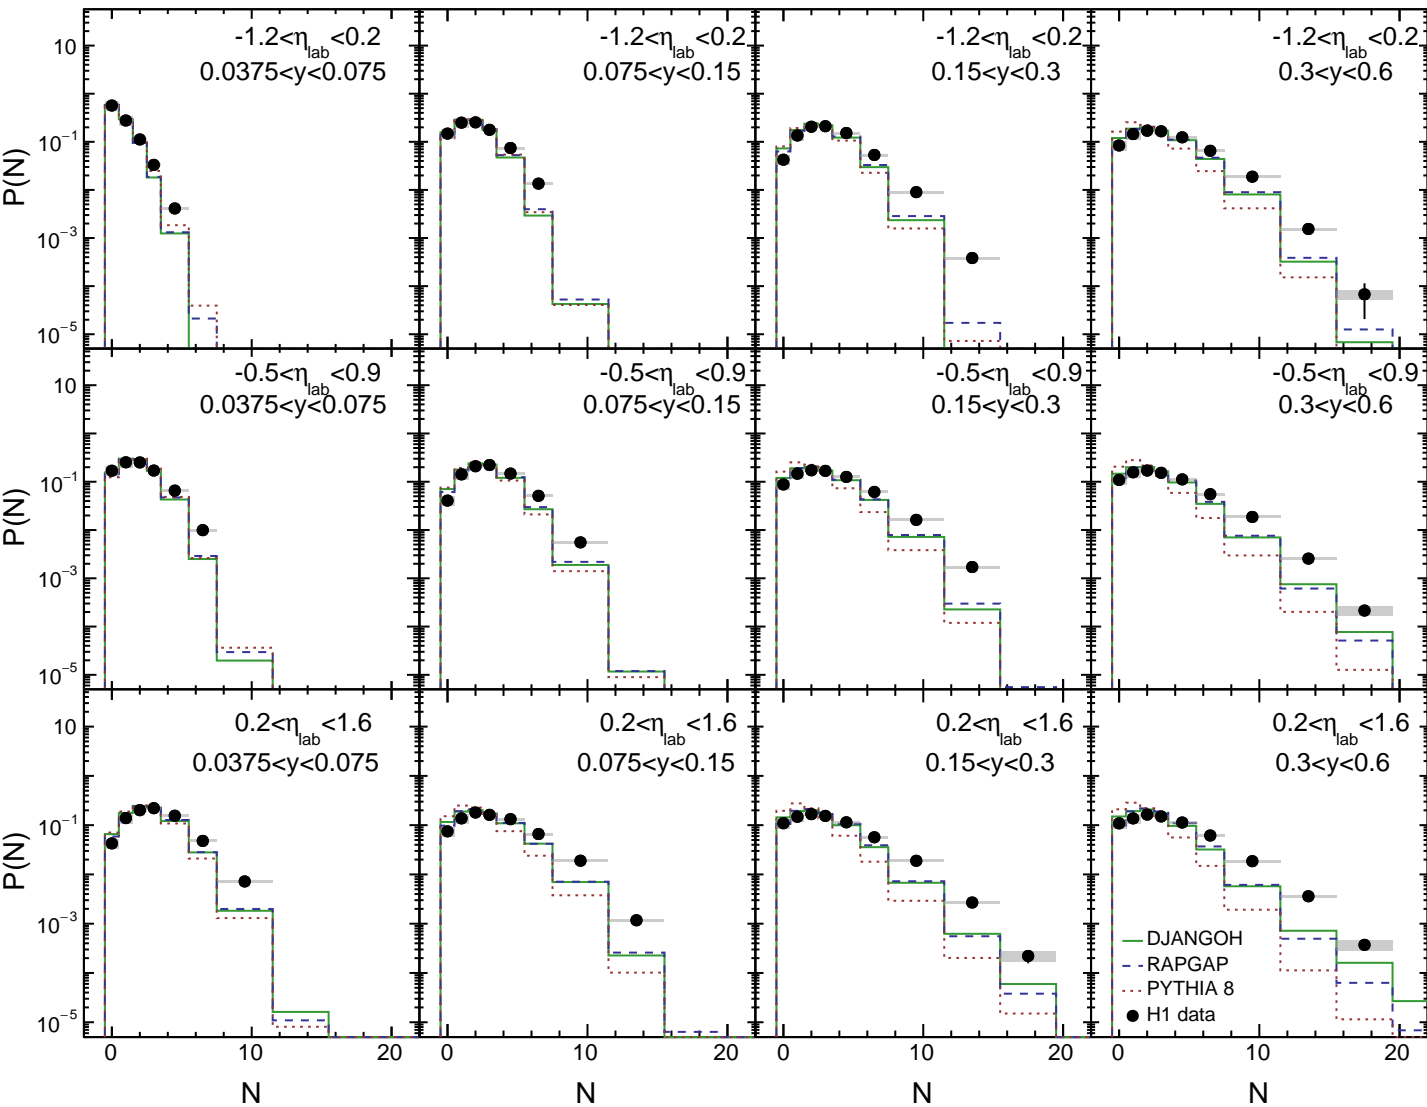 -1.2<η_lab<0.2
0.0375<y<0.075
-1.2<η_lab<0.2
0.075<y<0.15
-1.2<η_lab<0.2
0.15<y<0.3
-1.2<η_lab<0.2
0.3<y<0.6
P(N)
10
10⁻¹
10⁻³
10⁻⁵
-0.5<η_lab<0.9
0.0375<y<0.075
-0.5<η_lab<0.9
0.075<y<0.15
-0.5<η_lab<0.9
0.15<y<0.3
-0.5<η_lab<0.9
0.3<y<0.6
P(N)
10
10⁻¹
10⁻³
10⁻⁵
0.2<η_lab<1.6
0.0375<y<0.075
0.2<η_lab<1.6
0.075<y<0.15
0.2<η_lab<1.6
0.15<y<0.3
0.2<η_lab<1.6
0.3<y<0.6
P(N)
10
10⁻¹
10⁻³
10⁻⁵
DJANGOH
RAPGAP
PYTHIA 8
H1 data
0 10 20 0 10 20 0 10 20 0 10 20
N N N N